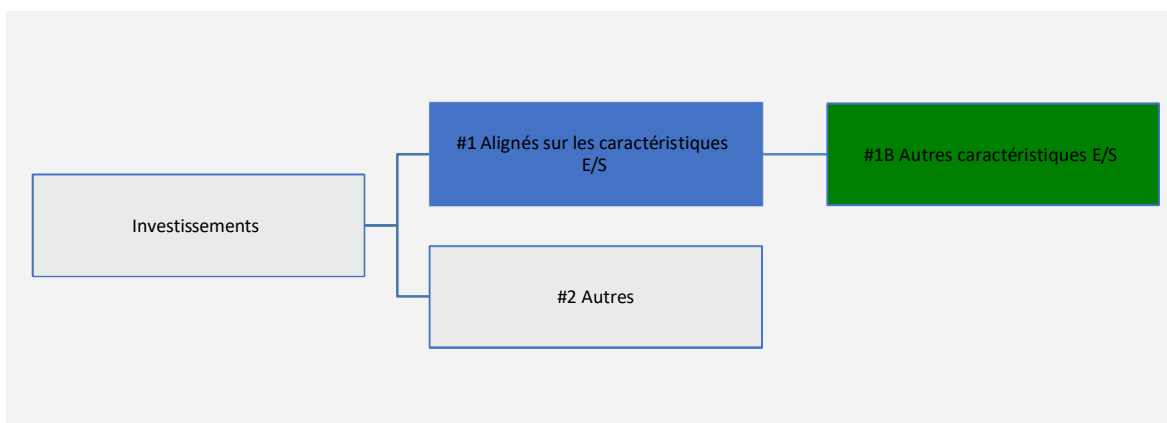 #1 Alignés sur les caractéristiques
E/S
#1B Autres caractéristiques E/S
Investissements
#2 Autres